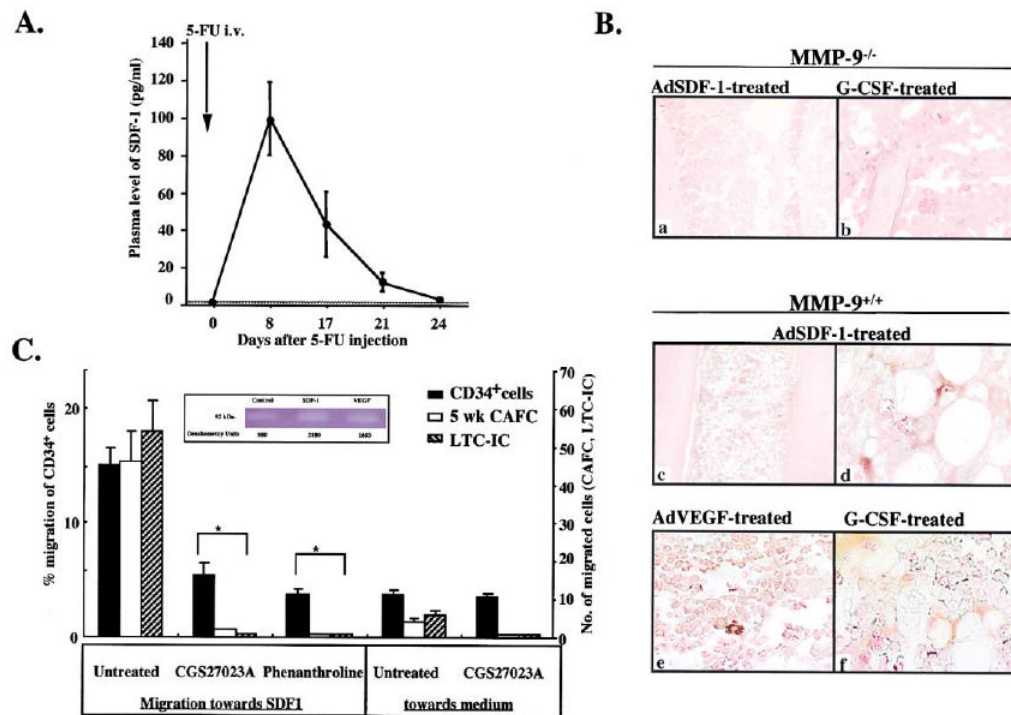 A.
5-FU i.v.
140
120
100
80
60
40
20
0
Plasma level of SDF-1 (pg/ml)
0 8 17 21 24
Days after 5-FU injection
B.
MMP-9-/-
AdSDF-1-treated G-CSF-treated
a b
MMP-9+/+
AdSDF-1-treated
c d
AdVEGF-treated G-CSF-treated
e f
C.
% migration of CD34+ cells
20
10
0
Control SDF-1 VEGF
92 kDa
Densitometry Units
CD34+cells
5 wk CAFC
LTC-IC
70
60
50
40
30
20
10
0
No. of migrated cells (CAFC, LTC-IC)
* *
Untreated CGS27023A Phenanthroline Untreated CGS27023A
Migration towards SDF1 towards medium